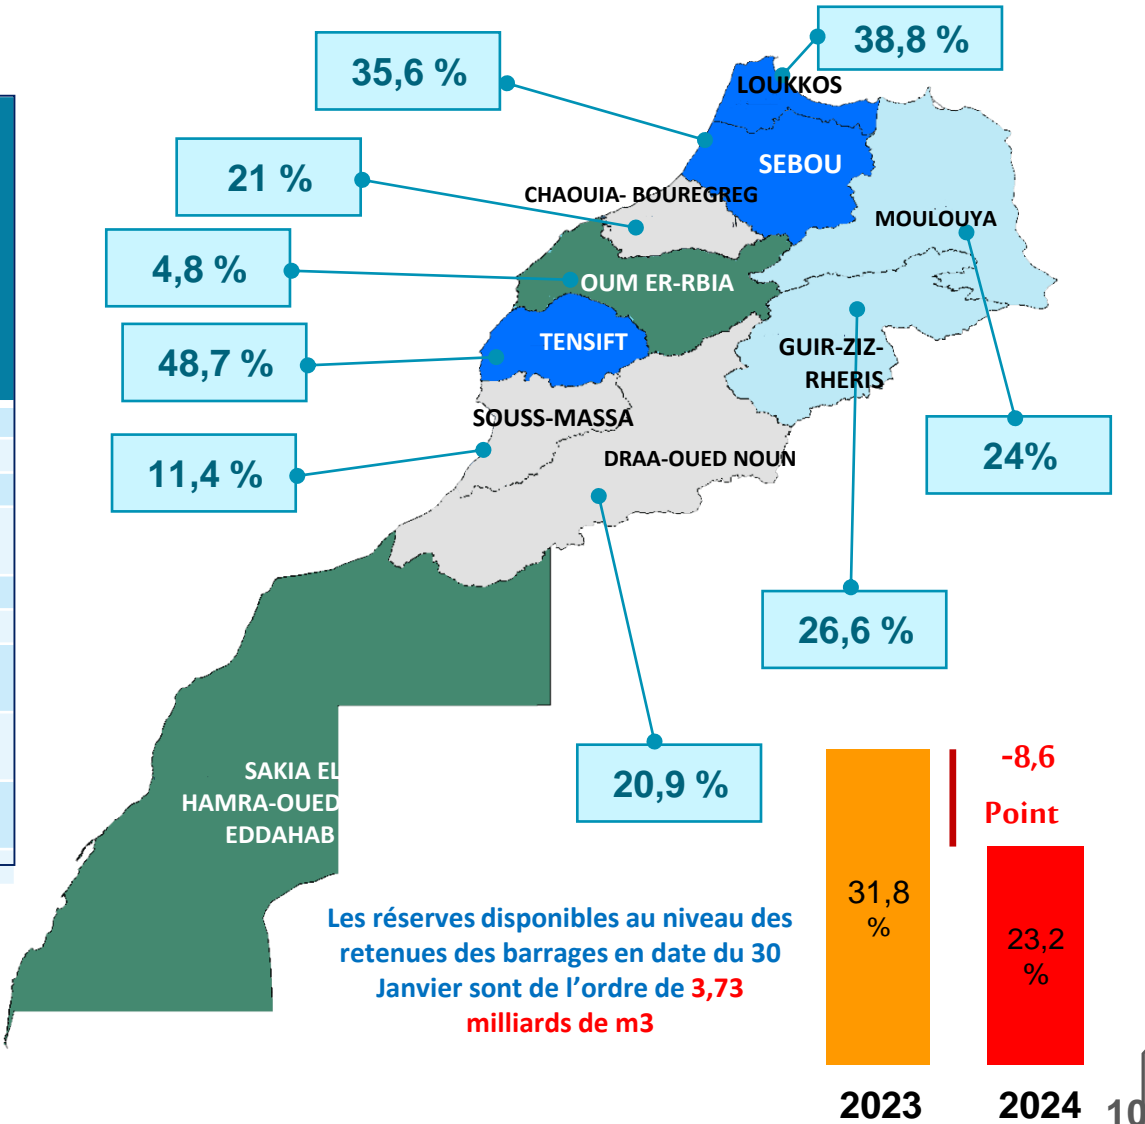 38,8 %
35,6 %
LOUKKOS
SEBOU
21 %
CHAOUIA- BOUREGREG
MOULOUYA
4,8 %
OUM ER-RBIA
TENSIFT
48,7 %
GUIR-ZIZ-
RHERIS
SOUSS-MASSA
11,4 %
DRAA-OUED NOUN
24%
26,6 %
20,9 %
SAKIA EL
HAMRA-OUED
EDDAHAB
-8,6
Point
31,8
%
23,2
%
Les réserves disponibles au niveau des
retenues des barrages en date du 30
Janvier sont de l’ordre de 3,73
milliards de m3
2023
2024
10